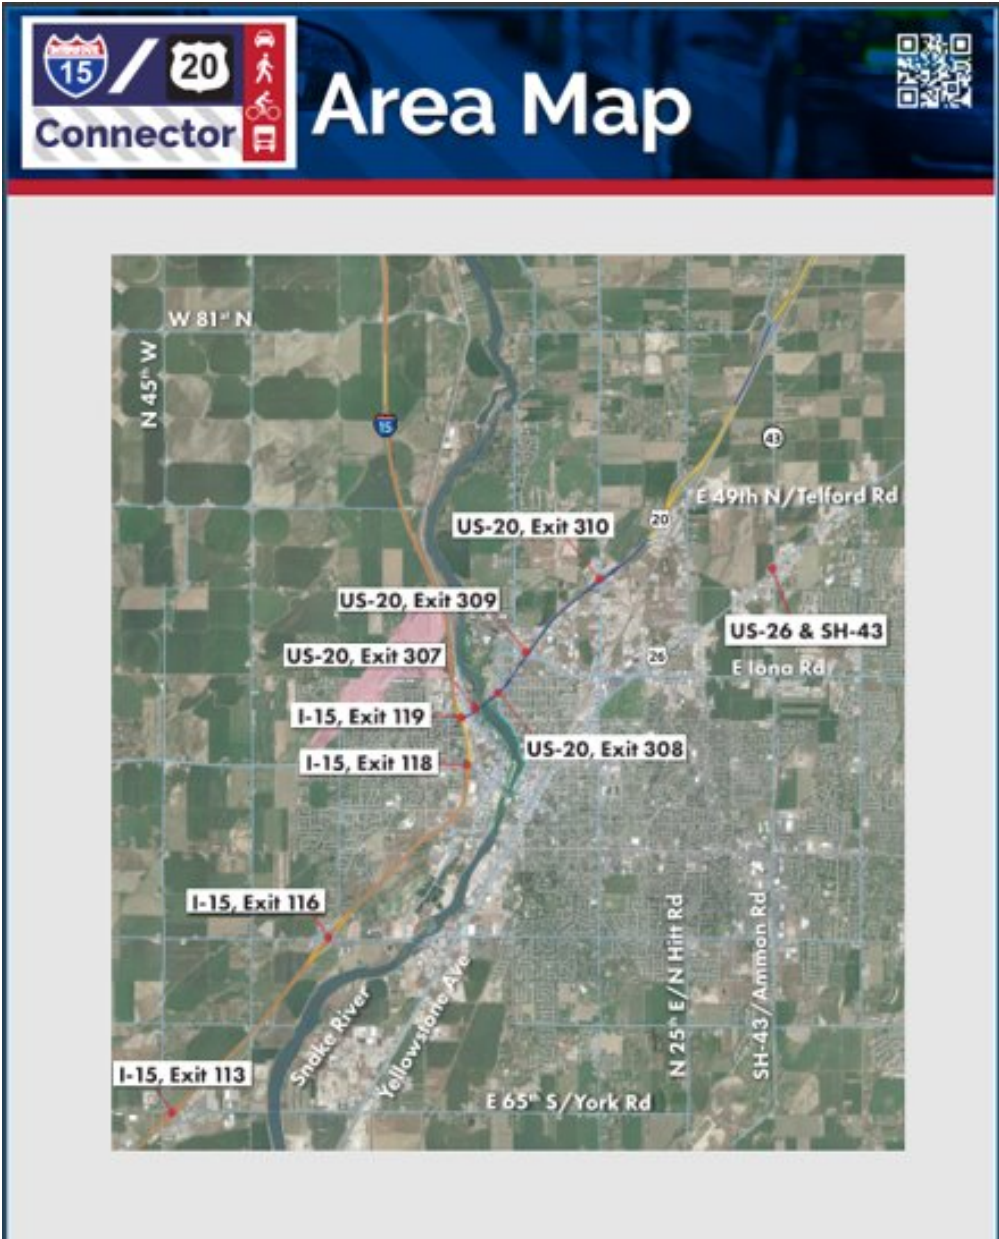 15
20
Connector
Area Map
W 81st N
N 45th W
15
43
E 49th N/Telford Rd
20
US-20, Exit 310
US-20, Exit 309
US-26 & SH-43
US-20, Exit 307
26
E Iona Rd
I-15, Exit 119
US-20, Exit 308
I-15, Exit 118
I-15, Exit 116
N 25th E/N Hitt Rd
SH-43/Ammon Rd
Snake River
Yellowstone Ave
I-15, Exit 113
E 65th S/York Rd